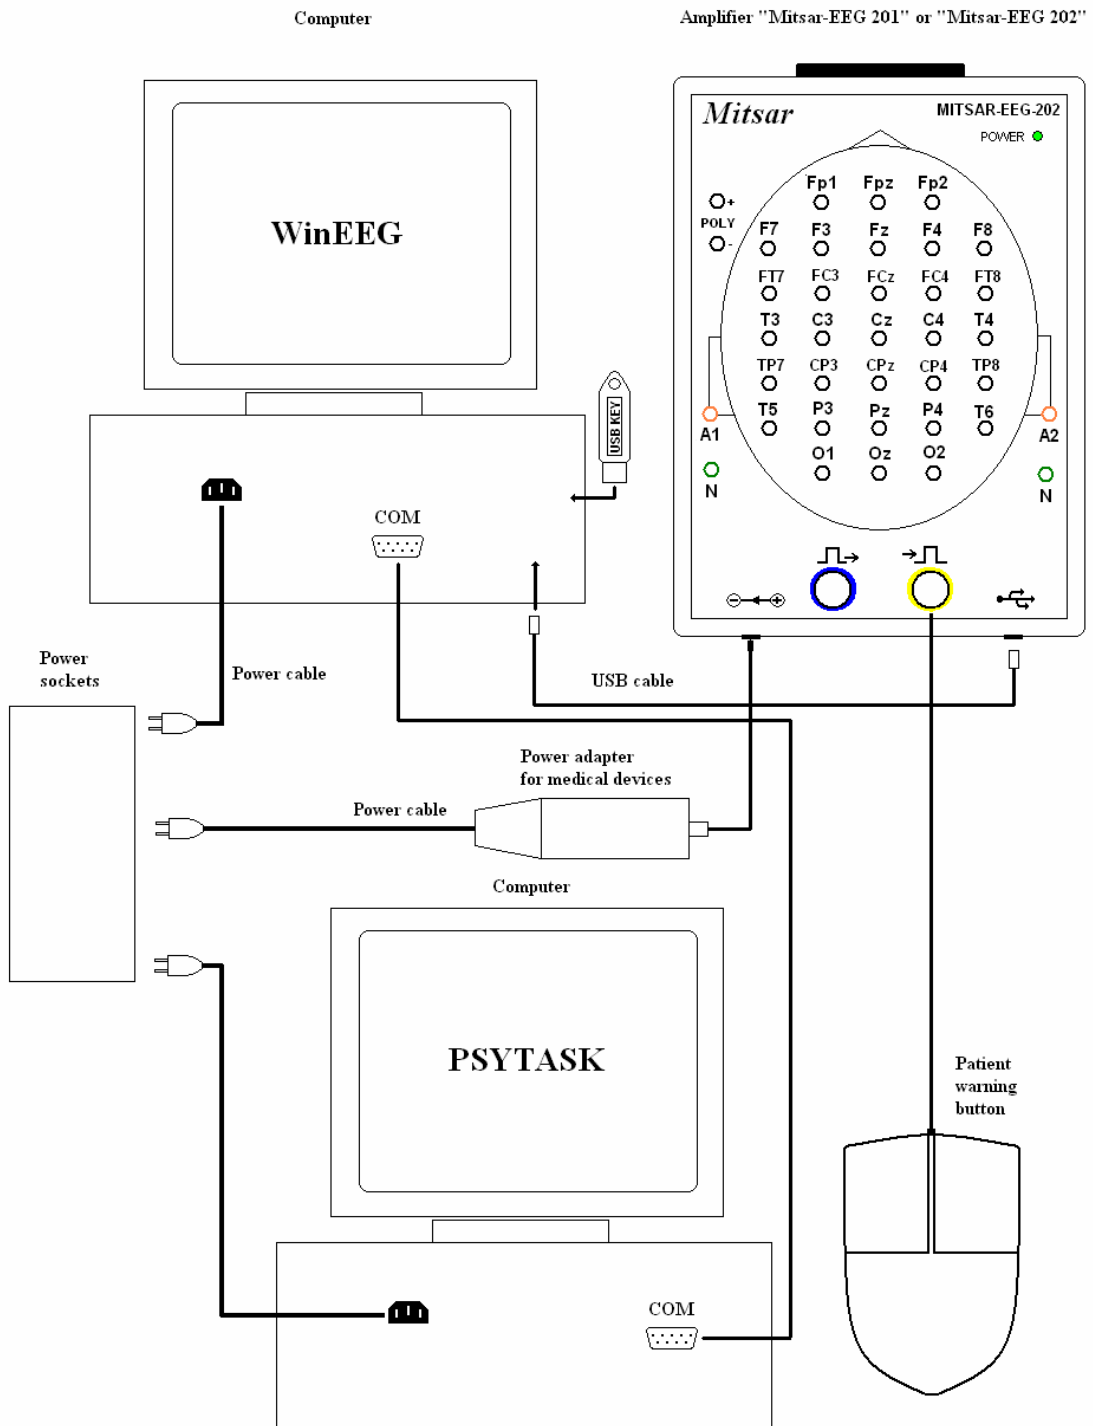 Computer
Amplifier "Mitsar-EEG 201" or "Mitsar-EEG 202"
Mitsar
MITSAR-EEG-202
POWER
WinEEG
Fp1 Fpz Fp2
+
POLY
-
F7 F3 Fz F4 F8
FT7 FC3 FCz FC4 FT8
T3 C3 Cz C4 T4
TP7 CP3 CPz CP4 TP8
T5 P3 Pz P4 T6
A1 A2
O1 Oz O2
N N
USB KEY
COM
Power
sockets
Power cable
USB cable
Power adapter
for medical devices
Power cable
Computer
PSYTASK
Patient
warning
button
COM